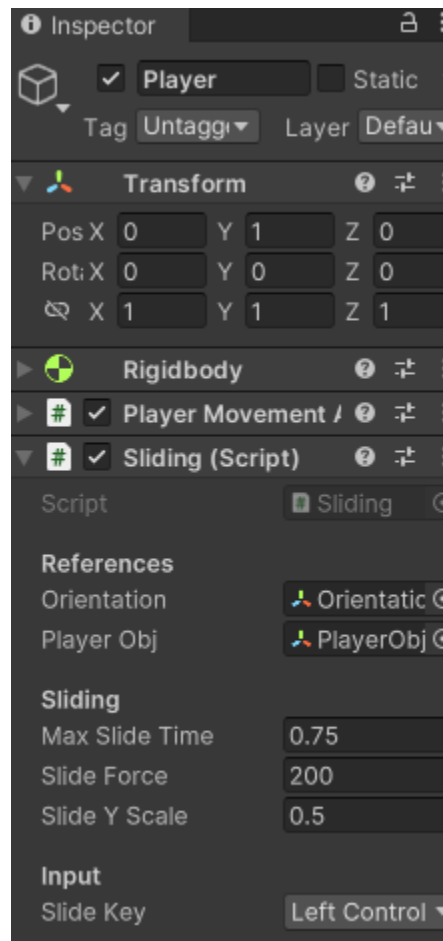 Inspector
Player Static
Tag Untagge Layer Defau
Transform
Pos X 0 Y 1 Z 0
Rota X 0 Y 0 Z 0
X 1 Y 1 Z 1
Rigidbody
# Player Movement A
# Sliding (Script)
Script # Sliding
References
Orientation Orientatic
Player Obj PlayerObj
Sliding
Max Slide Time 0.75
Slide Force 200
Slide Y Scale 0.5
Input
Slide Key Left Control